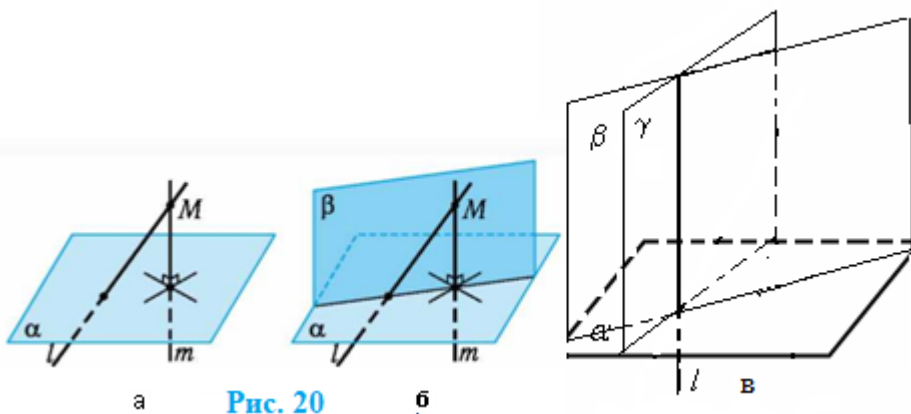 β γ
β
M M
α α α
l m l m
l в
а Рис. 20 б